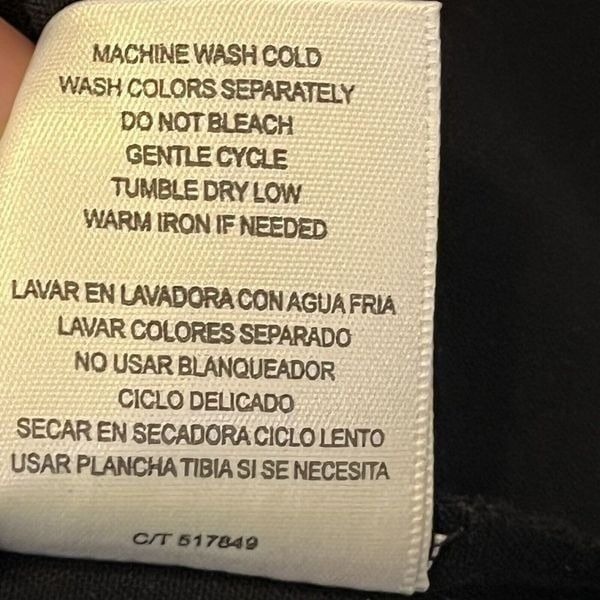 MACHINE WASH COLD
WASH COLORS SEPARATELY
DO NOT BLEACH
GENTLE CYCLE
TUMBLE DRY LOW
WARM IRON IF NEEDED
LAVAR EN LAVADORA CON AGUA FRIA
LAVAR COLORES SEPARADO
NO USAR BLANQUEADOR
CICLO DELICADO
SECAR EN SECADORA CICLO LENTO
USAR PLANCHA TIBIA SI SE NECESITA
C/T 517849